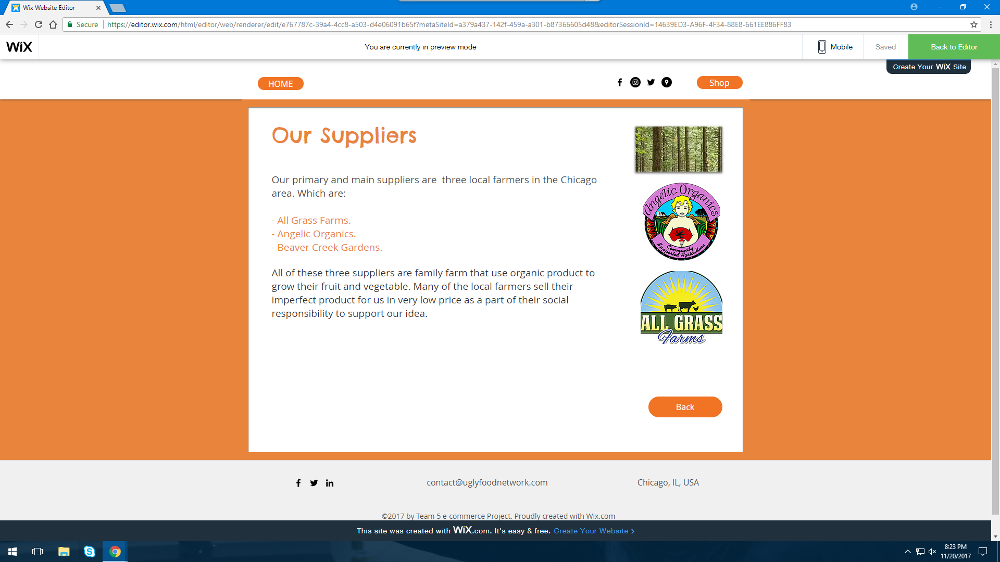 Wix Website Editor
Secure
https://editor.wix.com/html/editor/web/renderer/edit/e767787c-39a4-4cc8-a503-d4e06091b65f?metaSiteId=a379a437-142f-459a-a301-b87366605d48&editorSessionId=14639ED3-A96F-4F34-88E8-661EE886FF83
WiX
You are currently in preview mode
Mobile
Saved
Back to Editor
Create Your WiX Site
HOME
Shop
Our Suppliers
Our primary and main suppliers are  three local farmers in the Chicago
area. Which are:
- All Grass Farms.
- Angelic Organics.
- Beaver Creek Gardens.
All of these three suppliers are family farm that use organic product to
grow their fruit and vegetable. Many of the local farmers sell their
imperfect product for us in very low price as a part of their social
responsibility to support our idea.
Angelic Organics
Community
Supported Agriculture
ALL GRASS
Farms
Back
contact@uglyfoodnetwork.com
Chicago, IL, USA
©2017 by Team 5 e-commerce Project. Proudly created with Wix.com
This site was created with WiX.com. It's easy & free. Create Your Website >
8:23 PM
11/20/2017